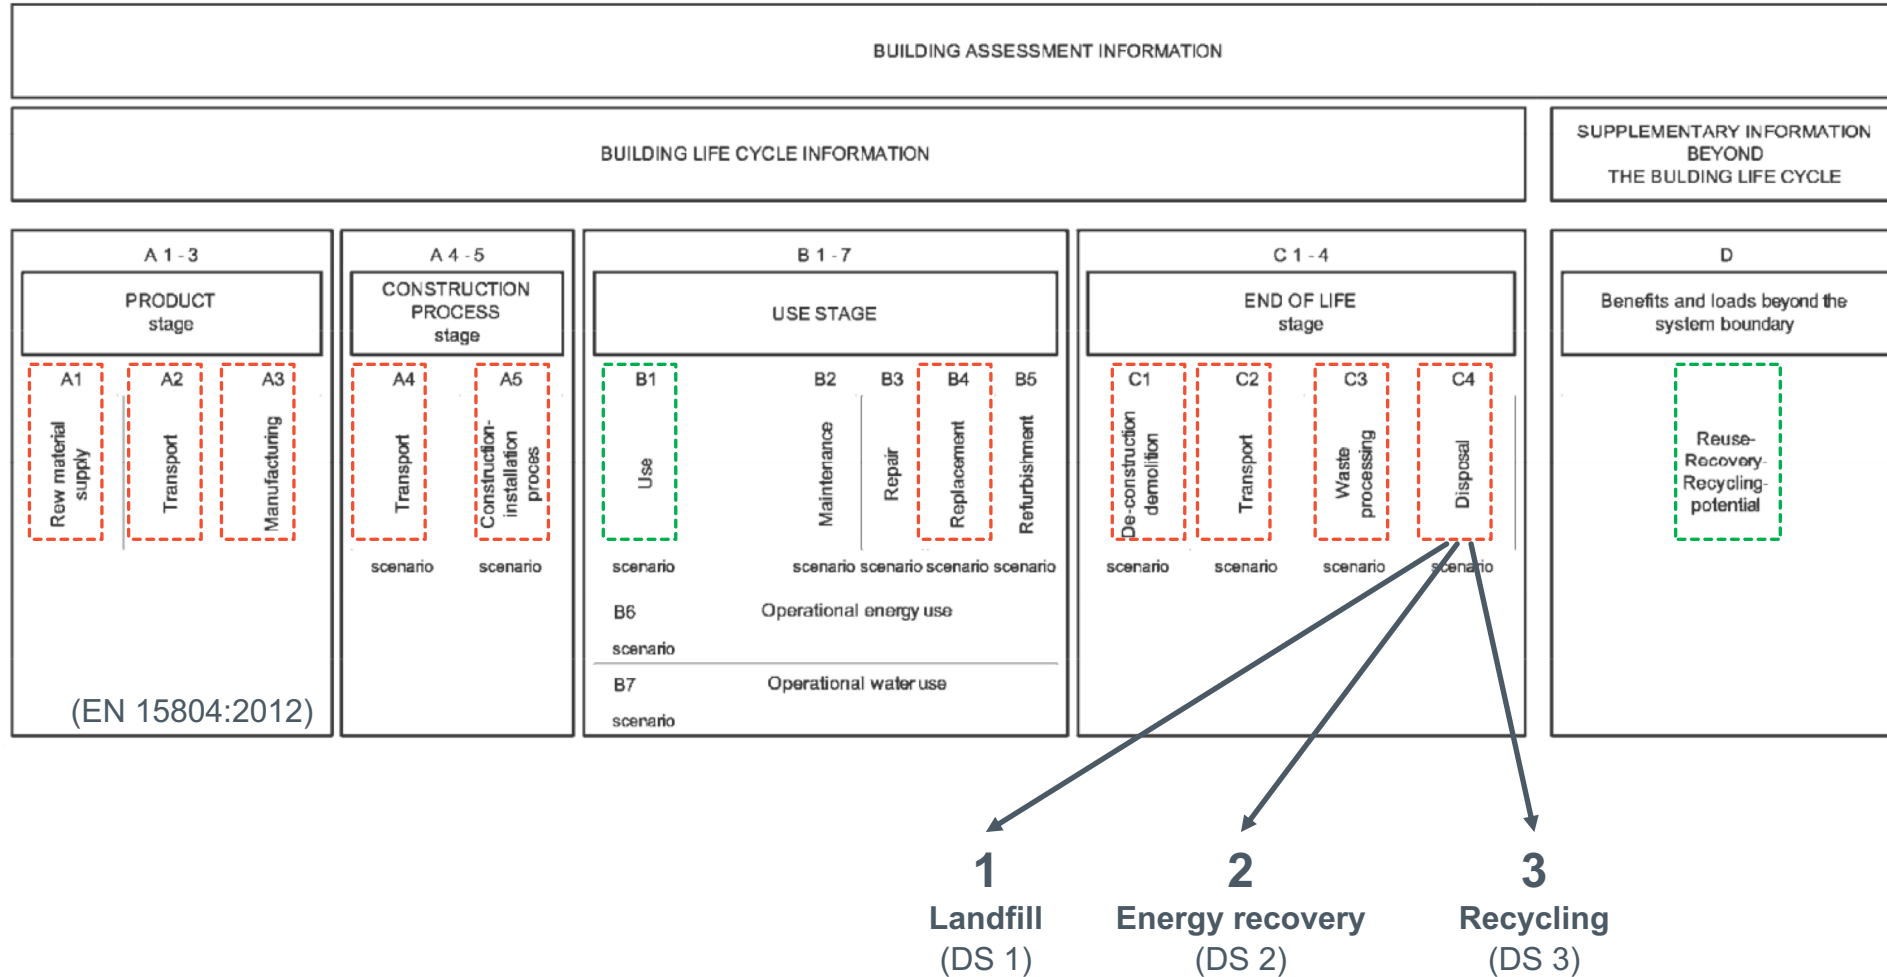 BUILDING ASSESSMENT INFORMATION
BUILDING LIFE CYCLE INFORMATION
SUPPLEMENTARY INFORMATION
BEYOND
THE BULDING LIFE CYCLE
A 1 - 3
PRODUCT
stage
A 4 - 5
CONSTRUCTION
PROCESS
stage
B 1 - 7
USE STAGE
C 1 - 4
END OF LIFE
stage
D
Benefits and loads beyond the
system boundary
A1
Rew material
supply
A2
Transport
A3
Manufacturing
A4
Transport
scenario
A5
Construction-
installation
proces
scenario
B1
Use
scenario
B2
Maintenance
scenario
B3
Repair
scenario
B4
Replacement
scenario
B5
Refurbishment
scenario
B6
Operational energy use
scenario
B7
Operational water use
scenario
C1
De-construction
demolition
scenario
C2
Transport
scenario
C3
Waste
processing
scenario
C4
Disposal
scenario
Reuse-
Recovery-
Recycling-
potential
(EN 15804:2012)
1
Landfill
(DS 1)
2
Energy recovery
(DS 2)
3
Recycling
(DS 3)